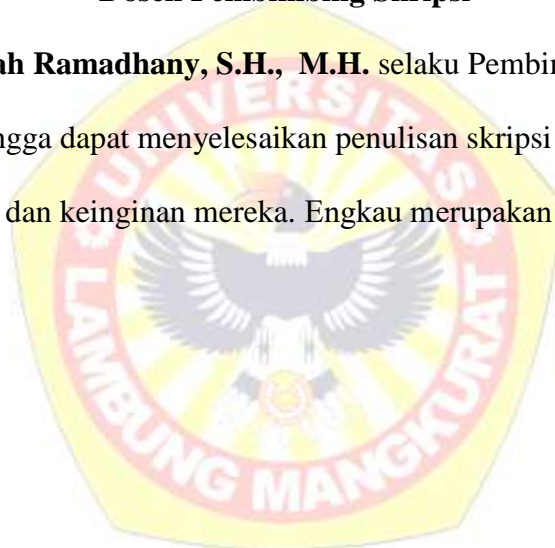 Dosen Pembimbing Skripsi
ah Ramadhany, S.H., M.H. selaku Pembin
ngga dapat menyelesaikan penulisan skripsi
dan keinginan mereka. Engkau merupakan
UNIVERSITAS
LAMBUNG MANGKURAT